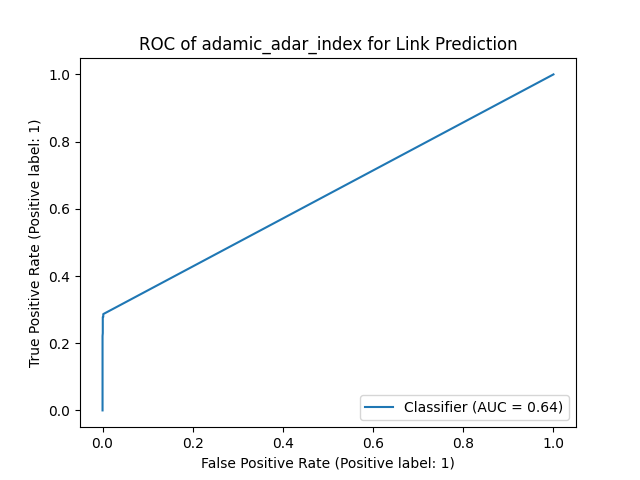 ROC of adamic_adar_index for Link Prediction
True Positive Rate (Positive label: 1)
1.0
0.8
0.6
0.4
0.2
0.0
Classifier (AUC = 0.64)
0.0 0.2 0.4 0.6 0.8 1.0
False Positive Rate (Positive label: 1)